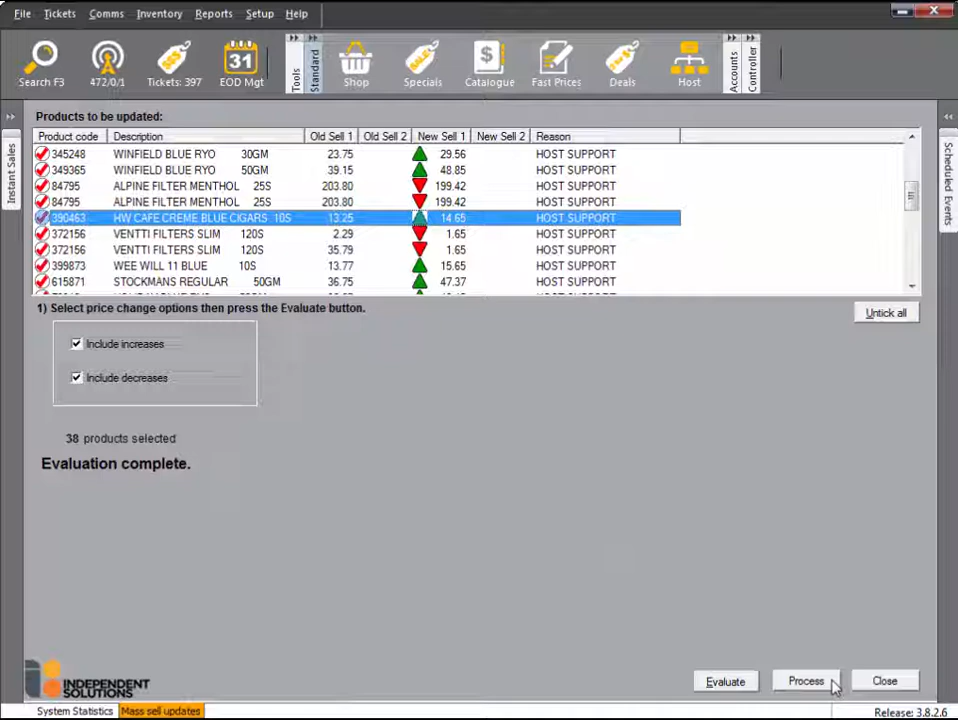 File Tickets Comms Inventory Reports Setup Help
Search F3 472/0/1 Tickets: 397 31 EOD Mgt Tools Standard Shop SALE Specials $ Catalogue Fast Prices Deals Host Accounts Controller
Instant Sales
Scheduled Events
Products to be updated:
Product code Description Old Sell 1 Old Sell 2 New Sell 1 New Sell 2 Reason
345248 WINFIELD BLUE RYO 30GM 23.75 29.56 HOST SUPPORT
349365 WINFIELD BLUE RYO 50GM 39.15 48.85 HOST SUPPORT
84795 ALPINE FILTER MENTHOL 25S 203.80 199.42 HOST SUPPORT
84795 ALPINE FILTER MENTHOL 25S 203.80 199.42 HOST SUPPORT
390463 HW CAFE CREME BLUE CIGARS 10S 13.25 14.65 HOST SUPPORT
372156 VENTTI FILTERS SLIM 120S 2.29 1.65 HOST SUPPORT
372156 VENTTI FILTERS SLIM 120S 35.79 1.65 HOST SUPPORT
399873 WEE WILL 11 BLUE 10S 13.77 15.65 HOST SUPPORT
615871 STOCKMANS REGULAR 50GM 36.75 47.37 HOST SUPPORT
1) Select price change options then press the Evaluate button.
Untick all
Include increases
Include decreases
38 products selected
Evaluation complete.
INDEPENDENT
SOLUTIONS
Evaluate Process Close
System Statistics Mass sell updates Release: 3.8.2.6